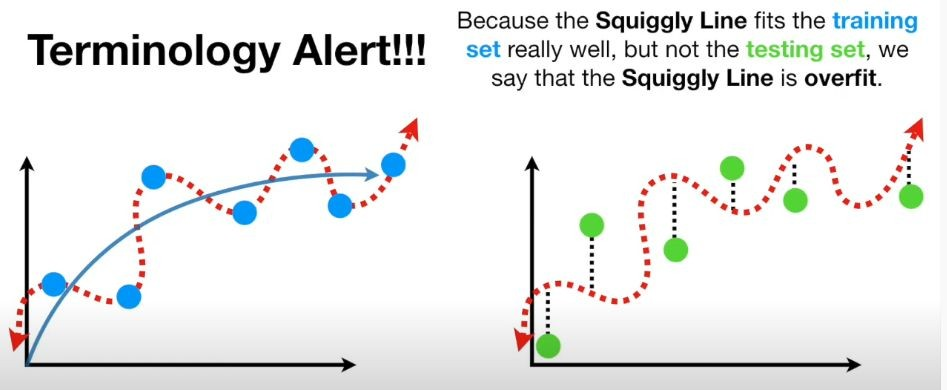 Terminology Alert!!!
Because the Squiggly Line fits the training
set really well, but not the testing set, we
say that the Squiggly Line is overfit.